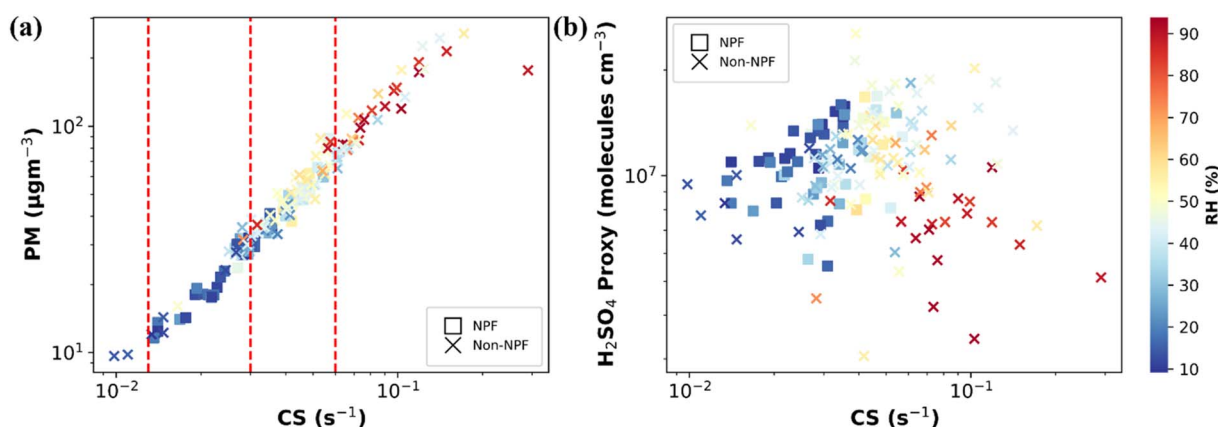 (a)
PM (μgm⁻³)
10²
10¹
NPF
Non-NPF
10⁻²
10⁻¹
CS (s⁻¹)
(b)
H₂SO₄ Proxy (molecules cm⁻³)
10⁷
NPF
Non-NPF
10⁻²
10⁻¹
CS (s⁻¹)
90
80
70
60
50
40
30
20
10
RH (%)